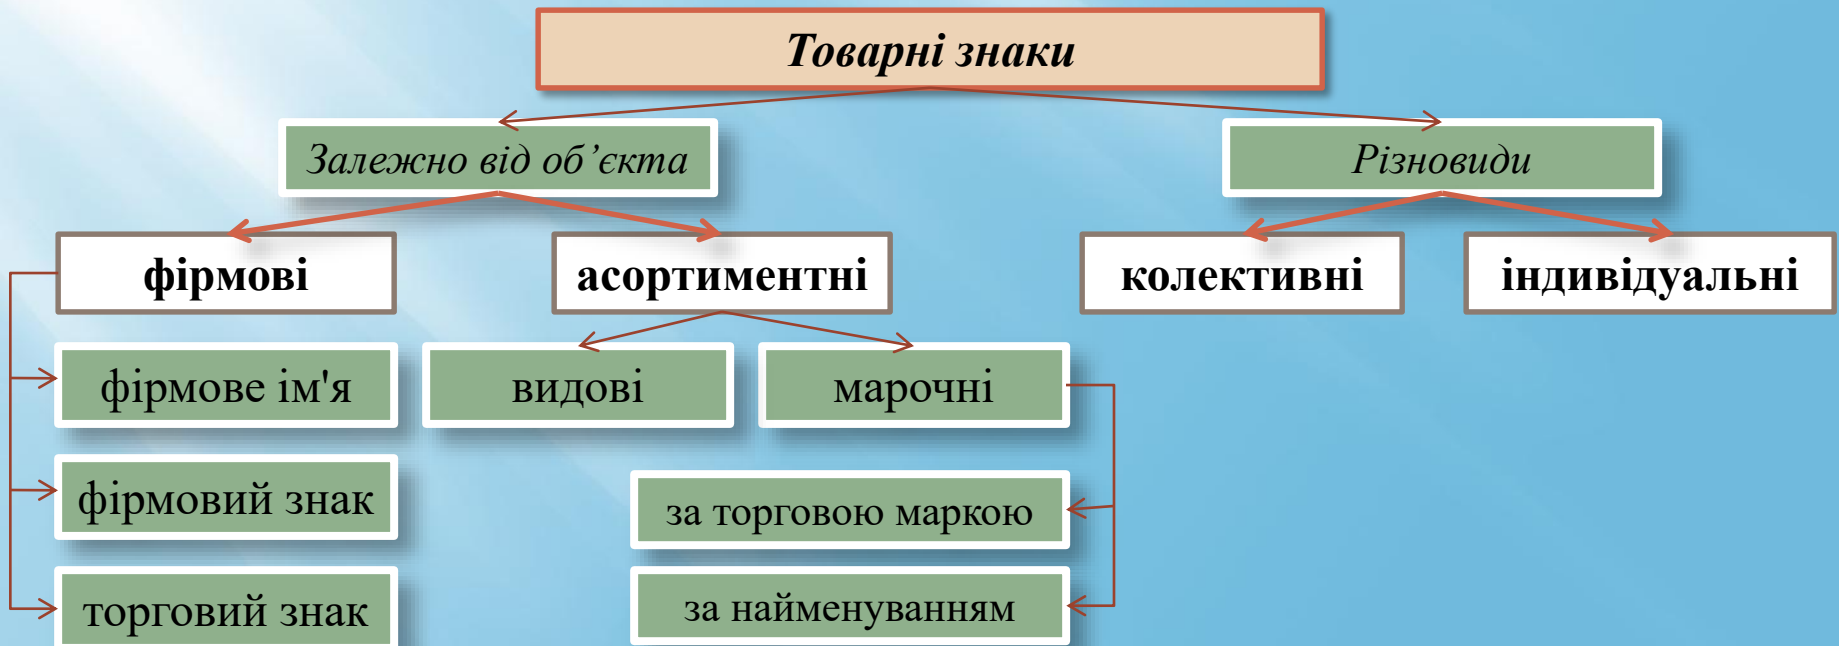 Товарні знаки
Залежно від об’єкта
Різновиди
фірмові
асортиментні
колективні
індивідуальні
фірмове ім'я
видові
марочні
фірмовий знак
за торговою маркою
торговий знак
за найменуванням